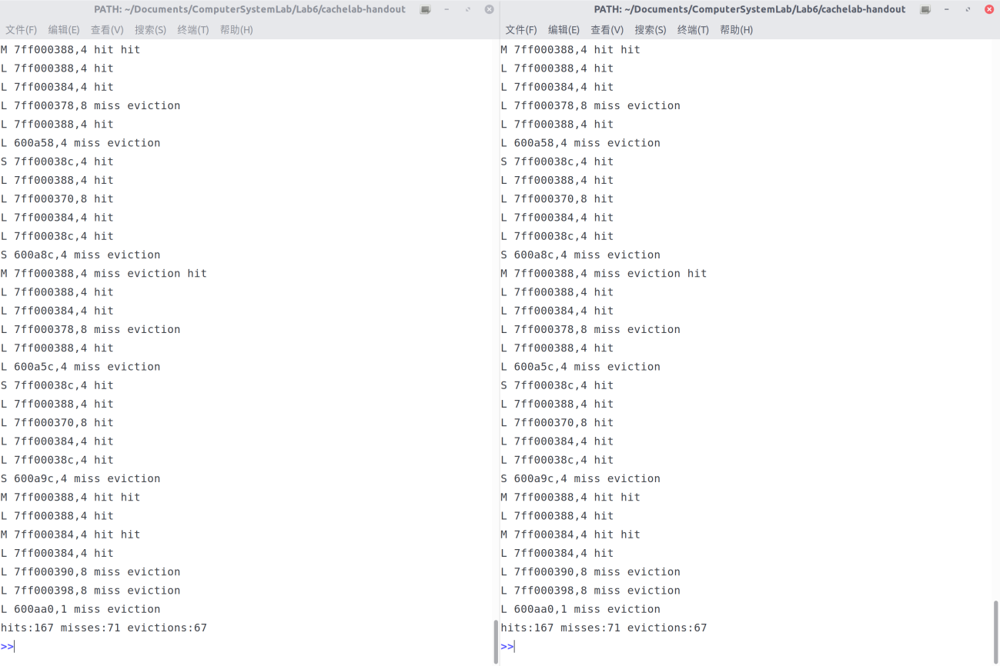 PATH: ~/Documents/ComputerSystemLab/Lab6/cachelab-handout
文件(F) 编辑(E) 查看(V) 搜索(S) 终端(T) 帮助(H)
M 7ff000388,4 hit hit
L 7ff000388,4 hit
L 7ff000384,4 hit
L 7ff000378,8 miss eviction
L 7ff000388,4 hit
L 600a58,4 miss eviction
S 7ff00038c,4 hit
L 7ff000388,4 hit
L 7ff000370,8 hit
L 7ff000384,4 hit
L 7ff00038c,4 hit
S 600a8c,4 miss eviction
M 7ff000388,4 miss eviction hit
L 7ff000388,4 hit
L 7ff000384,4 hit
L 7ff000378,8 miss eviction
L 7ff000388,4 hit
L 600a5c,4 miss eviction
S 7ff00038c,4 hit
L 7ff000388,4 hit
L 7ff000370,8 hit
L 7ff000384,4 hit
L 7ff00038c,4 hit
S 600a9c,4 miss eviction
M 7ff000388,4 hit hit
L 7ff000388,4 hit
M 7ff000384,4 hit hit
L 7ff000384,4 hit
L 7ff000390,8 miss eviction
L 7ff000398,8 miss eviction
L 600aa0,1 miss eviction
hits:167 misses:71 evictions:67
>>
PATH: ~/Documents/ComputerSystemLab/Lab6/cachelab-handout
文件(F) 编辑(E) 查看(V) 搜索(S) 终端(T) 帮助(H)
M 7ff000388,4 hit hit
L 7ff000388,4 hit
L 7ff000384,4 hit
L 7ff000378,8 miss eviction
L 7ff000388,4 hit
L 600a58,4 miss eviction
S 7ff00038c,4 hit
L 7ff000388,4 hit
L 7ff000370,8 hit
L 7ff000384,4 hit
L 7ff00038c,4 hit
S 600a8c,4 miss eviction
M 7ff000388,4 miss eviction hit
L 7ff000388,4 hit
L 7ff000384,4 hit
L 7ff000378,8 miss eviction
L 7ff000388,4 hit
L 600a5c,4 miss eviction
S 7ff00038c,4 hit
L 7ff000388,4 hit
L 7ff000370,8 hit
L 7ff000384,4 hit
L 7ff00038c,4 hit
S 600a9c,4 miss eviction
M 7ff000388,4 hit hit
L 7ff000388,4 hit
M 7ff000384,4 hit hit
L 7ff000384,4 hit
L 7ff000390,8 miss eviction
L 7ff000398,8 miss eviction
L 600aa0,1 miss eviction
hits:167 misses:71 evictions:67
>>